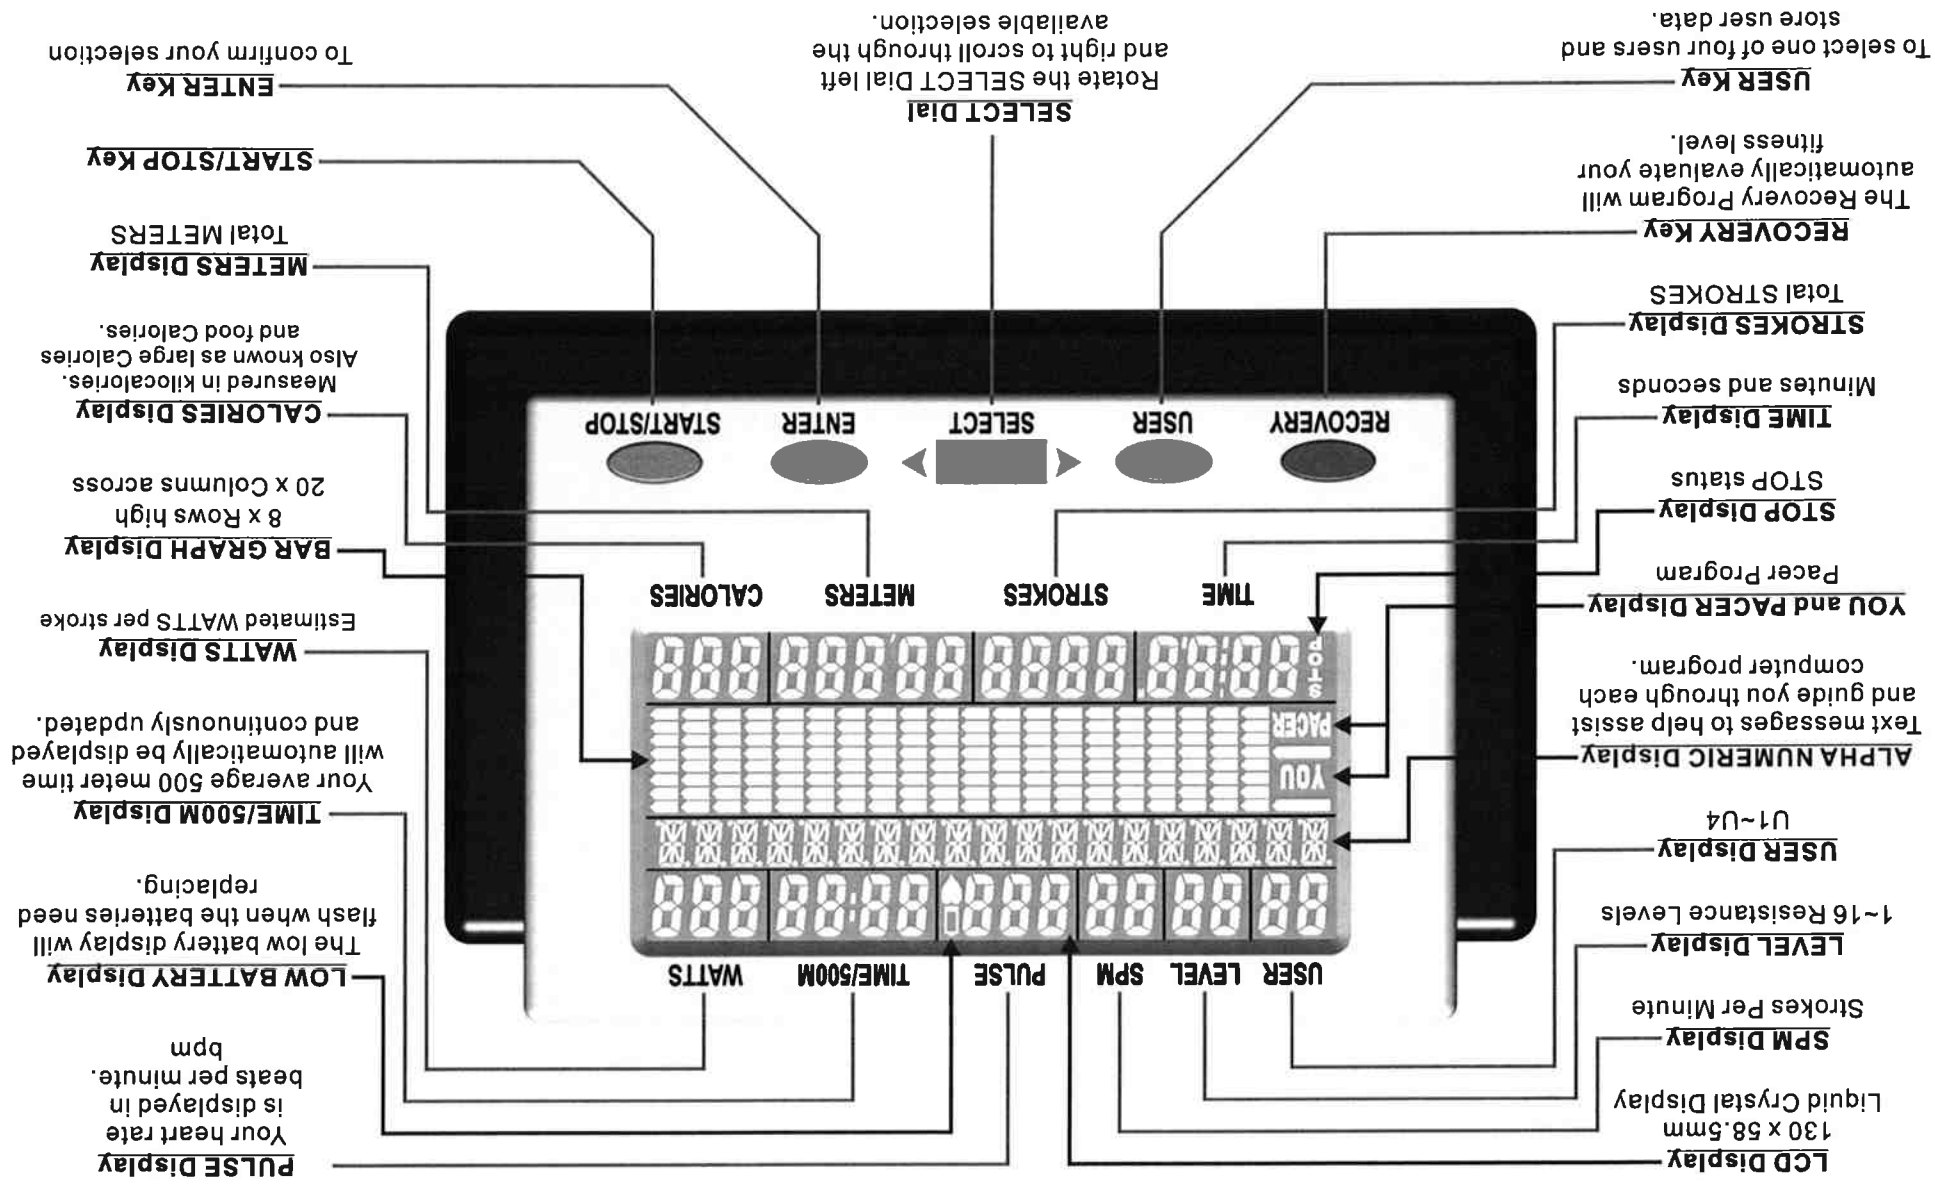 LCD Display
130 x 58.5mm
Liquid Crystal Display
SPM Display
Strokes Per Minute
LEVEL Display
1~16 Resistance Levels
USER Display
U1~U4
ALPHA NUMERIC Display
Text messages to help assist
and guide you through each
computer program.
YOU and PACER Display
Pacer Program
STOP Display
STOP status
TIME Display
Minutes and seconds
STROKES Display
Total STROKES
RECOVERY Key
The Recovery Program will
automatically evaluate your
fitness level.
USER Key
To select one of four users and
store user data.
USER LEVEL SPM PULSE TIME/500M WATTS
YOU
PACER
STOP
TIME STROKES METERS CALORIES
RECOVERY USER SELECT ENTER START/STOP
SELECT Dial
Rotate the SELECT Dial left
and right to scroll through the
available selection.
PULSE Display
Your heart rate
is displayed in
beats per minute.
bpm
LOW BATTERY Display
The low battery display will
flash when the batteries need
replacing.
TIME/500M Display
Your average 500 meter time
will automatically be displayed
and continuously updated.
WATTS Display
Estimated WATTS per stroke
BAR GRAPH Display
8 x Rows high
20 x Columns across
CALORIES Display
Measured in kilocalories.
Also known as large Calories
and food Calories.
METERS Display
Total METERS
START/STOP Key
ENTER Key
To confirm your selection